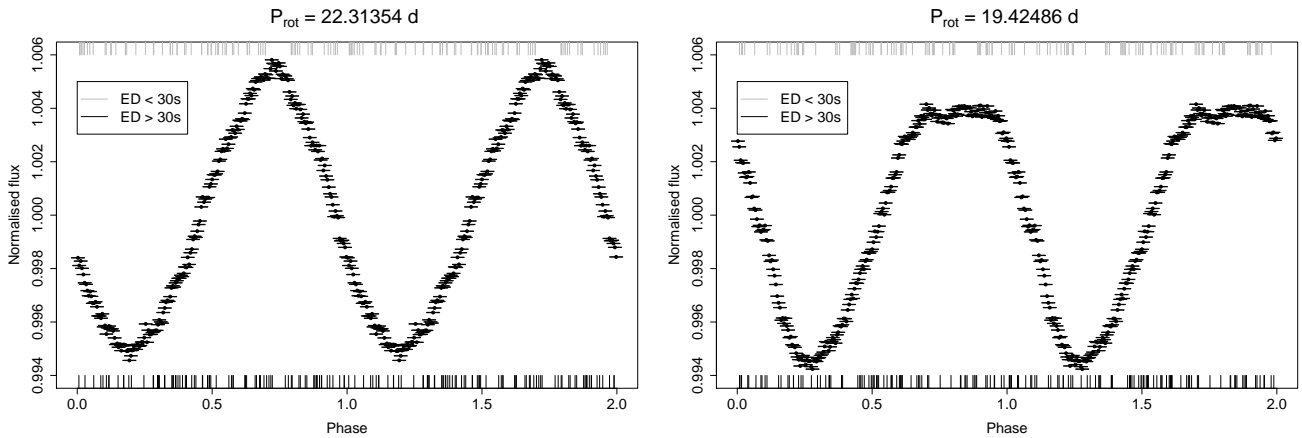 P_rot = 22.31354 d
1.006
1.004
1.002
1.000
0.998
0.996
0.994
Normalised flux
ED < 30s
ED > 30s
0.0 0.5 1.0 1.5 2.0
Phase
P_rot = 19.42486 d
1.006
1.004
1.002
1.000
0.998
0.996
0.994
Normalised flux
ED < 30s
ED > 30s
0.0 0.5 1.0 1.5 2.0
Phase